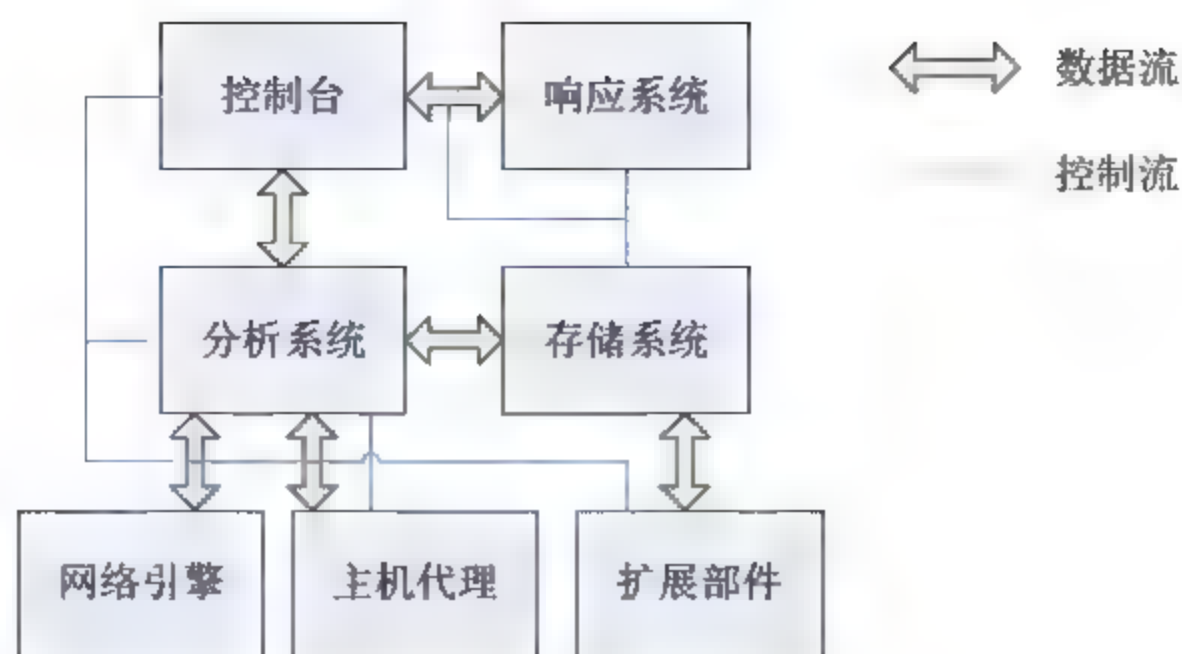 控制台
响应系统
数据流
控制流
分析系统
存储系统
网络引擎
主机代理
扩展部件